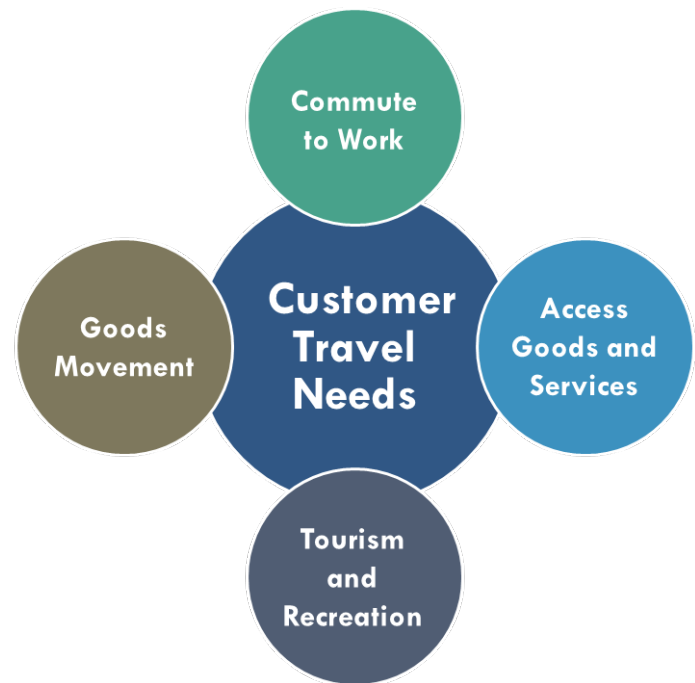 Commute
to Work
Customer
Travel
Needs
Goods
Movement
Access
Goods and
Services
Tourism
and
Recreation